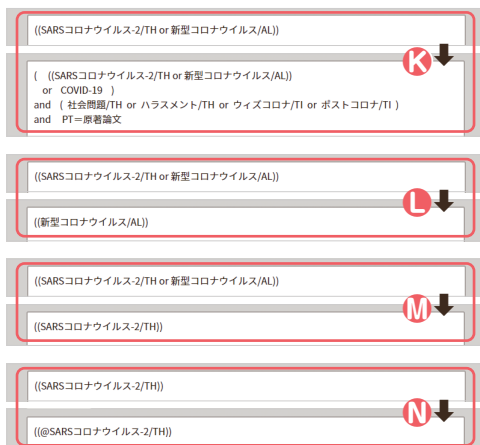 ((SARSコロナウイルス-2/TH or 新型コロナウイルス/AL))
K
( ((SARSコロナウイルス-2/TH or 新型コロナウイルス/AL))
or COVID-19 )
and ( 社会問題/TH or ハラスメント/TH or ウィズコロナ/TI or ポストコロナ/TI )
and PT＝原著論文
((SARSコロナウイルス-2/TH or 新型コロナウイルス/AL))
L
((新型コロナウイルス/AL))
((SARSコロナウイルス-2/TH or 新型コロナウイルス/AL))
M
((SARSコロナウイルス-2/TH))
((SARSコロナウイルス-2/TH))
N
((@SARSコロナウイルス-2/TH))